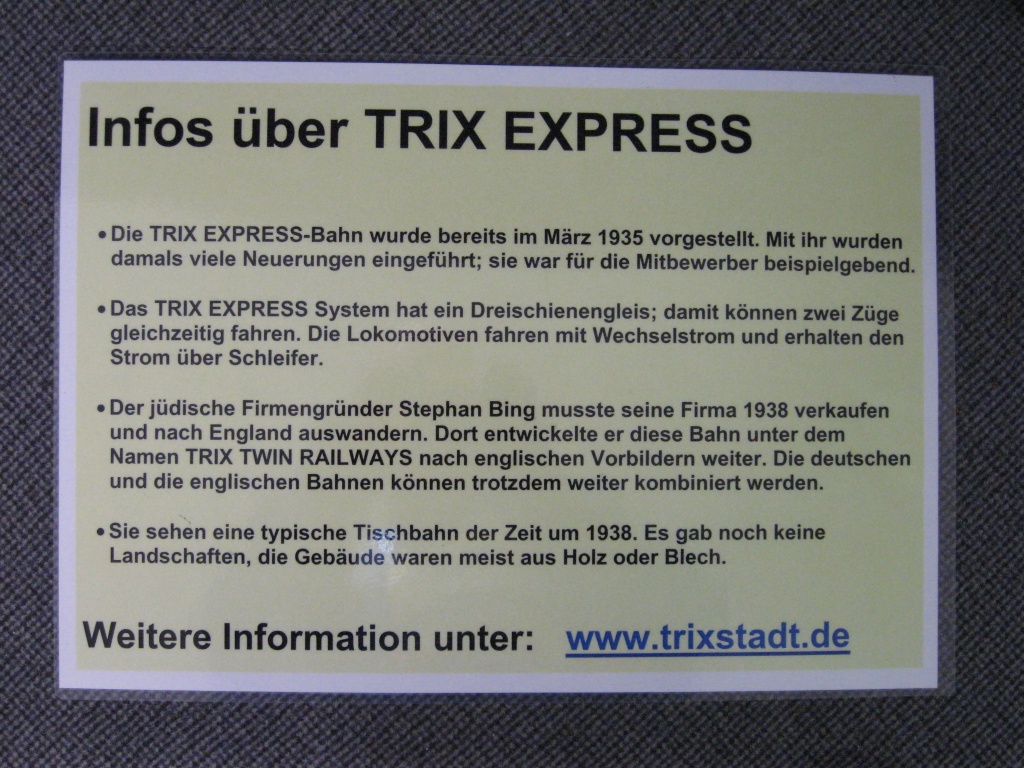 Infos über TRIX EXPRESS
• Die TRIX EXPRESS-Bahn wurde bereits im März 1935 vorgestellt. Mit ihr wurden
damals viele Neuerungen eingeführt; sie war für die Mitbewerber beispielgebend.
• Das TRIX EXPRESS System hat ein Dreischienengleis; damit können zwei Züge
gleichzeitig fahren. Die Lokomotiven fahren mit Wechselstrom und erhalten den
Strom über Schleifer.
• Der jüdische Firmengründer Stephan Bing musste seine Firma 1938 verkaufen
und nach England auswandern. Dort entwickelte er diese Bahn unter dem
Namen TRIX TWIN RAILWAYS nach englischen Vorbildern weiter. Die deutschen
und die englischen Bahnen können trotzdem weiter kombiniert werden.
• Sie sehen eine typische Tischbahn der Zeit um 1938. Es gab noch keine
Landschaften, die Gebäude waren meist aus Holz oder Blech.
Weitere Information unter: www.trixstadt.de